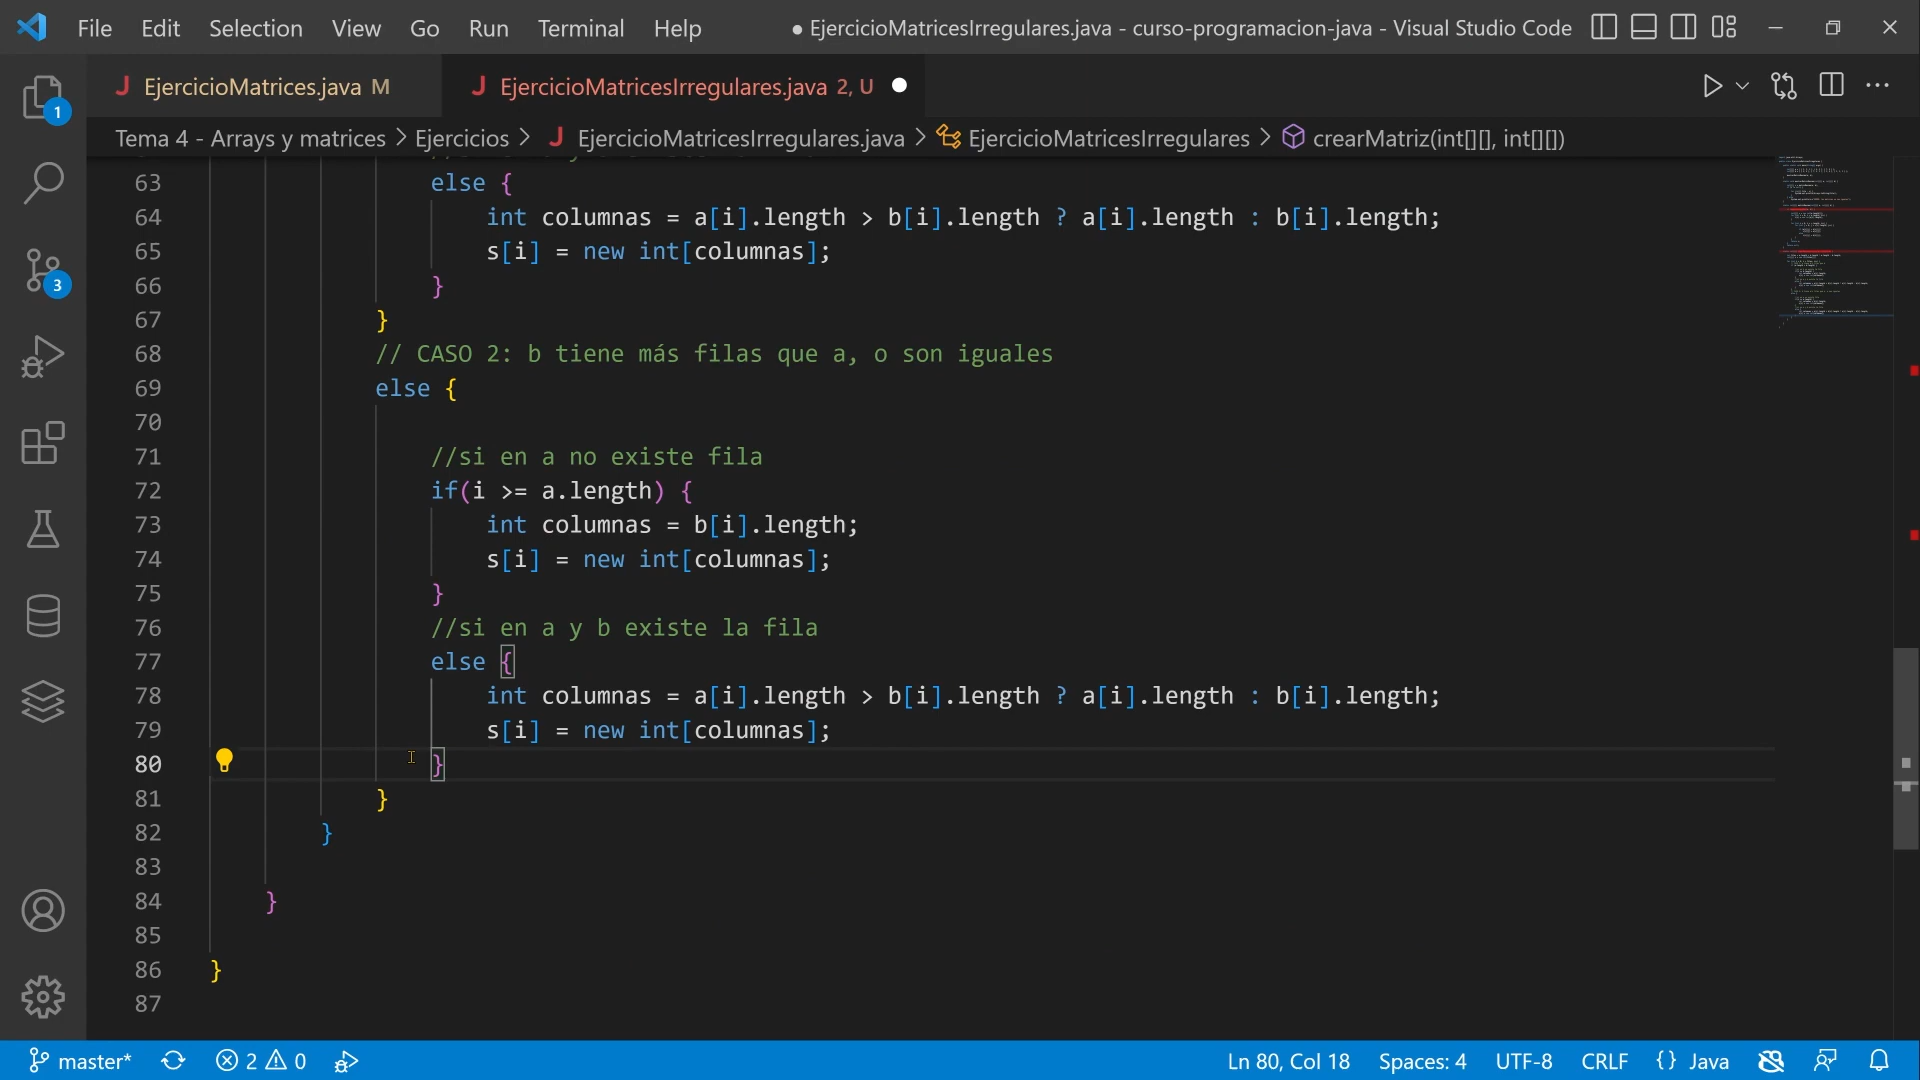 File Edit Selection View Go Run Terminal Help ● EjercicioMatricesIrregulares.java - curso-programacion-java - Visual Studio Code
1
3
EjercicioMatrices.java M
EjercicioMatricesIrregulares.java 2, U
Tema 4 - Arrays y matrices > Ejercicios > EjercicioMatricesIrregulares.java > EjercicioMatricesIrregulares > crearMatriz(int[][], int[][])
63 else {
64 int columnas = a[i].length > b[i].length ? a[i].length : b[i].length;
65 s[i] = new int[columnas];
66 }
67 }
68 // CASO 2: b tiene más filas que a, o son iguales
69 else {
70
71 //si en a no existe fila
72 if(i >= a.length) {
73 int columnas = b[i].length;
74 s[i] = new int[columnas];
75 }
76 //si en a y b existe la fila
77 else {
78 int columnas = a[i].length > b[i].length ? a[i].length : b[i].length;
79 s[i] = new int[columnas];
80 }
81 }
82 }
83
84 }
85
86 }
87
master* 2 0 Ln 80, Col 18 Spaces: 4 UTF-8 CRLF {} Java